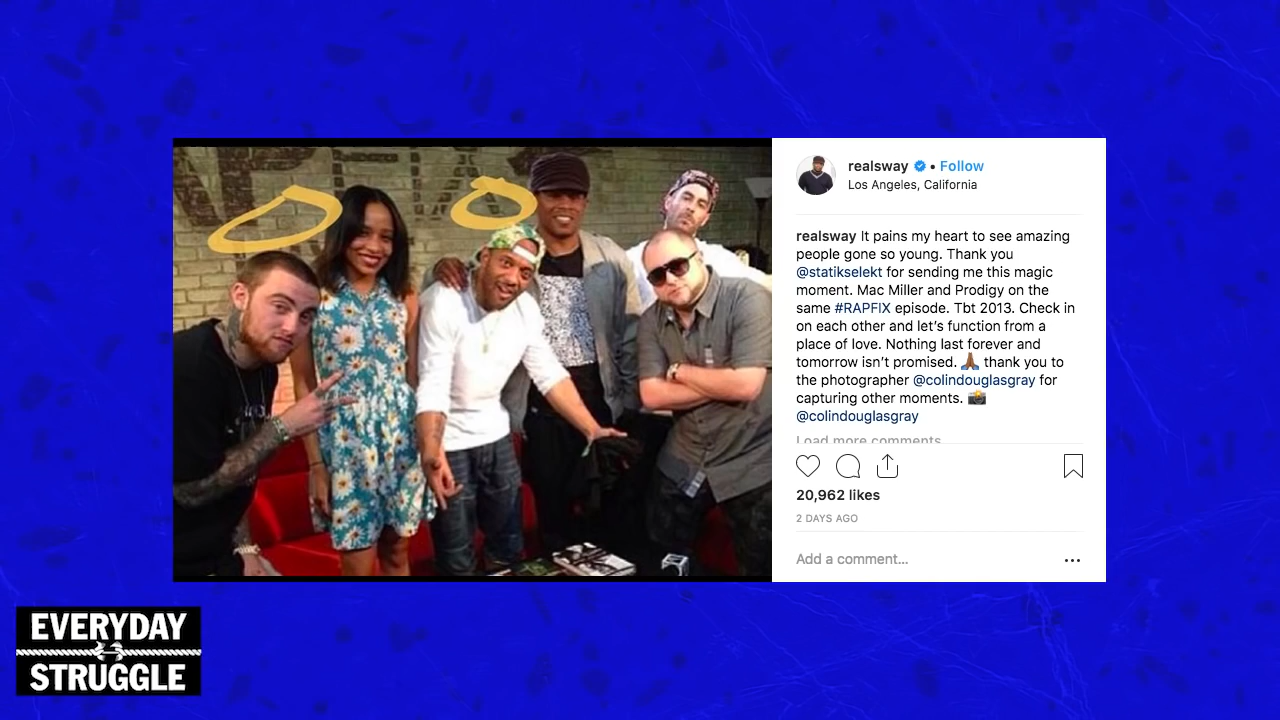 realsway • Follow
Los Angeles, California
realsway It pains my heart to see amazing
people gone so young. Thank you
@statikselekt for sending me this magic
moment. Mac Miller and Prodigy on the
same #RAPFIX episode. Tbt 2013. Check in
on each other and let’s function from a
place of love. Nothing last forever and
tomorrow isn’t promised. 🙏🏾 thank you to
the photographer @colindouglasgray for
capturing other moments. 📸
@colindouglasgray
Load more comments
20,962 likes
2 DAYS AGO
Add a comment...
EVERYDAY
STRUGGLE